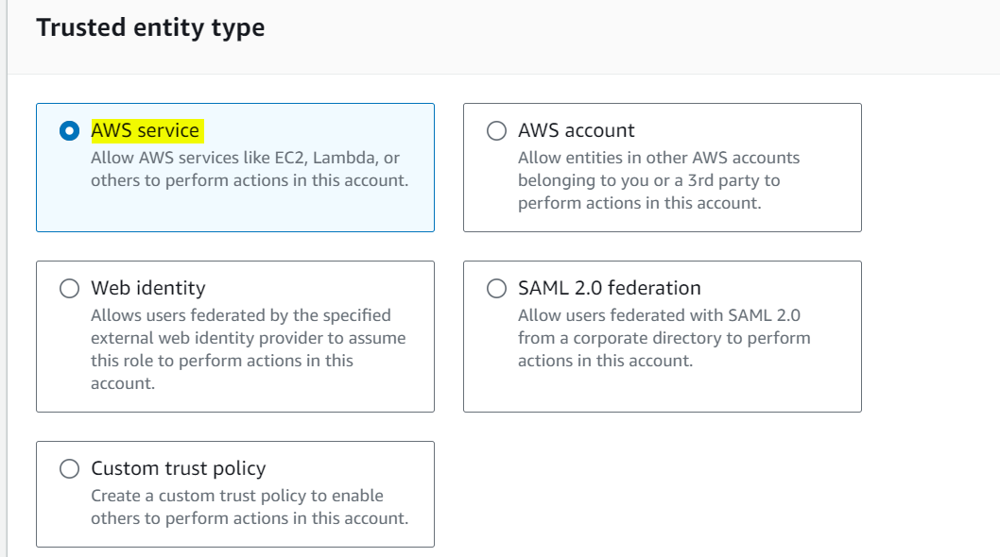 Trusted entity type
AWS service
Allow AWS services like EC2, Lambda, or
others to perform actions in this account.
AWS account
Allow entities in other AWS accounts
belonging to you or a 3rd party to
perform actions in this account.
Web identity
Allows users federated by the specified
external web identity provider to assume
this role to perform actions in this
account.
SAML 2.0 federation
Allow users federated with SAML 2.0
from a corporate directory to perform
actions in this account.
Custom trust policy
Create a custom trust policy to enable
others to perform actions in this account.